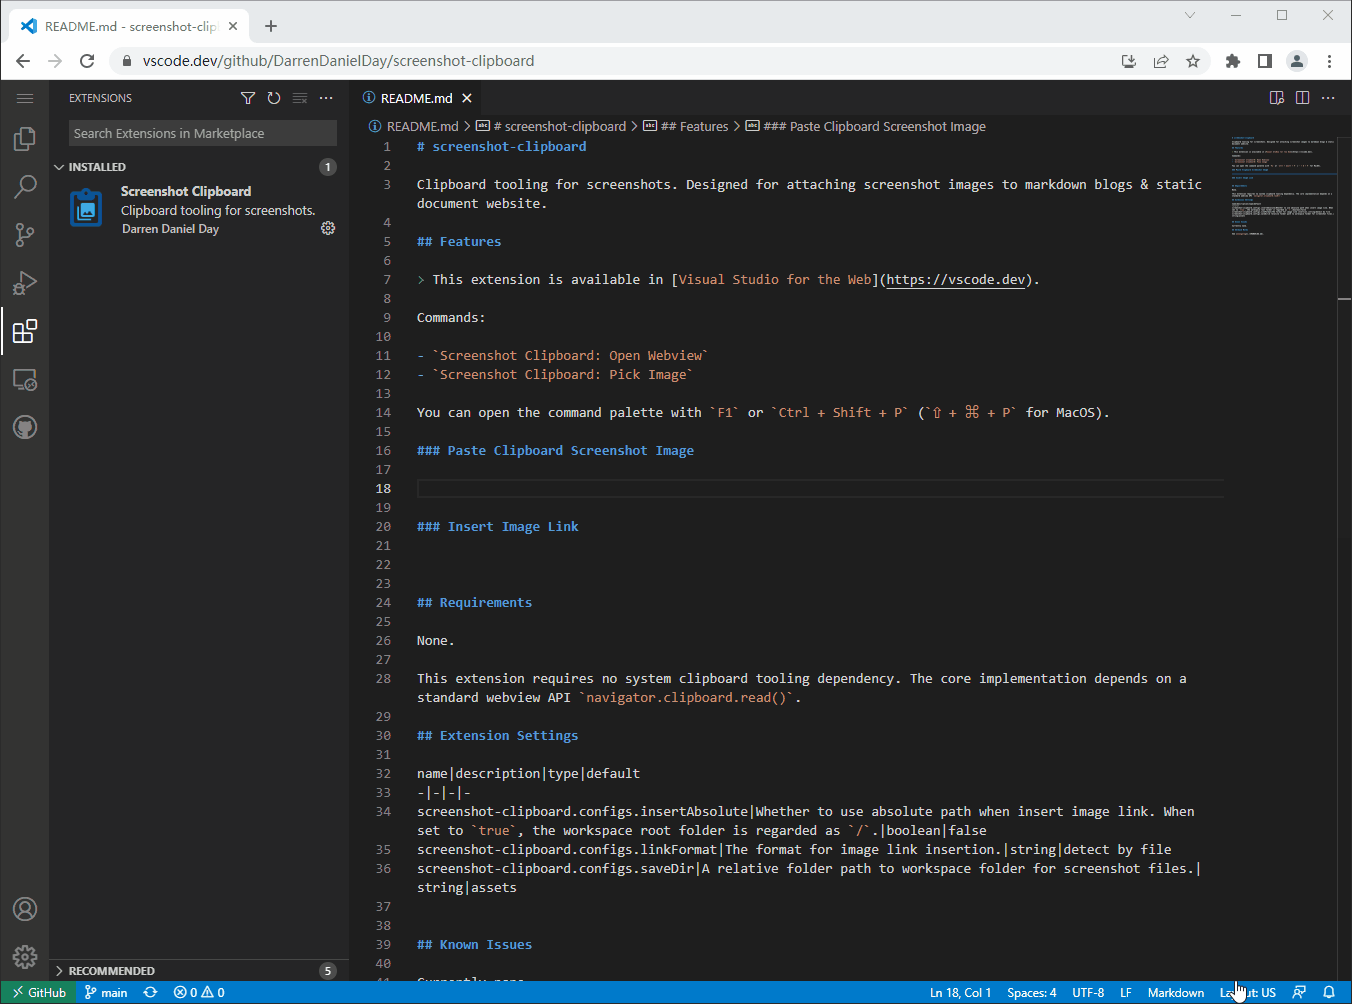 README.md - screenshot-clip
vscode.dev/github/DarrenDanielDay/screenshot-clipboard
EXTENSIONS
Search Extensions in Marketplace
INSTALLED 1
Screenshot Clipboard
Clipboard tooling for screenshots.
Darren Daniel Day
RECOMMENDED 5
README.md
README.md > # screenshot-clipboard > ## Features > ### Paste Clipboard Screenshot Image
1 # screenshot-clipboard
2
3 Clipboard tooling for screenshots. Designed for attaching screenshot images to markdown blogs & static
document website.
4
5 ## Features
6
7 > This extension is available in [Visual Studio for the Web](https://vscode.dev).
8
9 Commands:
10
11 - `Screenshot Clipboard: Open Webview`
12 - `Screenshot Clipboard: Pick Image`
13
14 You can open the command palette with `F1` or `Ctrl + Shift + P` (`⇧ + ⌘ + P` for MacOS).
15
16 ### Paste Clipboard Screenshot Image
17
18
19
20 ### Insert Image Link
21
22
23
24 ## Requirements
25
26 None.
27
28 This extension requires no system clipboard tooling dependency. The core implementation depends on a
standard webview API `navigator.clipboard.read()`.
29
30 ## Extension Settings
31
32 name|description|type|default
33 -|-|-|-
34 screenshot-clipboard.configs.insertAbsolute|Whether to use absolute path when insert image link. When
set to `true`, the workspace root folder is regarded as `/`.|boolean|false
35 screenshot-clipboard.configs.linkFormat|The format for image link insertion.|string|detect by file
36 screenshot-clipboard.configs.saveDir|A relative folder path to workspace folder for screenshot files.|
string|assets
37
38
39 ## Known Issues
40
GitHub main 0 0 Ln 18, Col 1 Spaces: 4 UTF-8 LF Markdown US